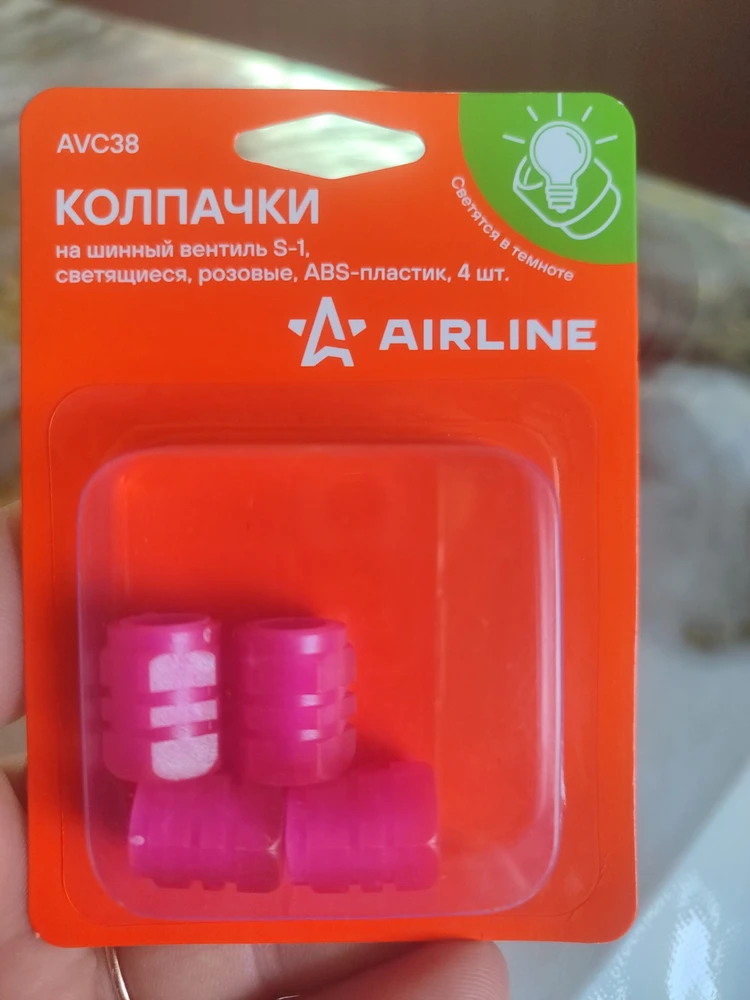 AVC38
КОЛПАЧКИ
на шинный вентиль S-1,
светящиеся, розовые, ABS-пластик, 4 шт.
Светятся в темноте
AIRLINE